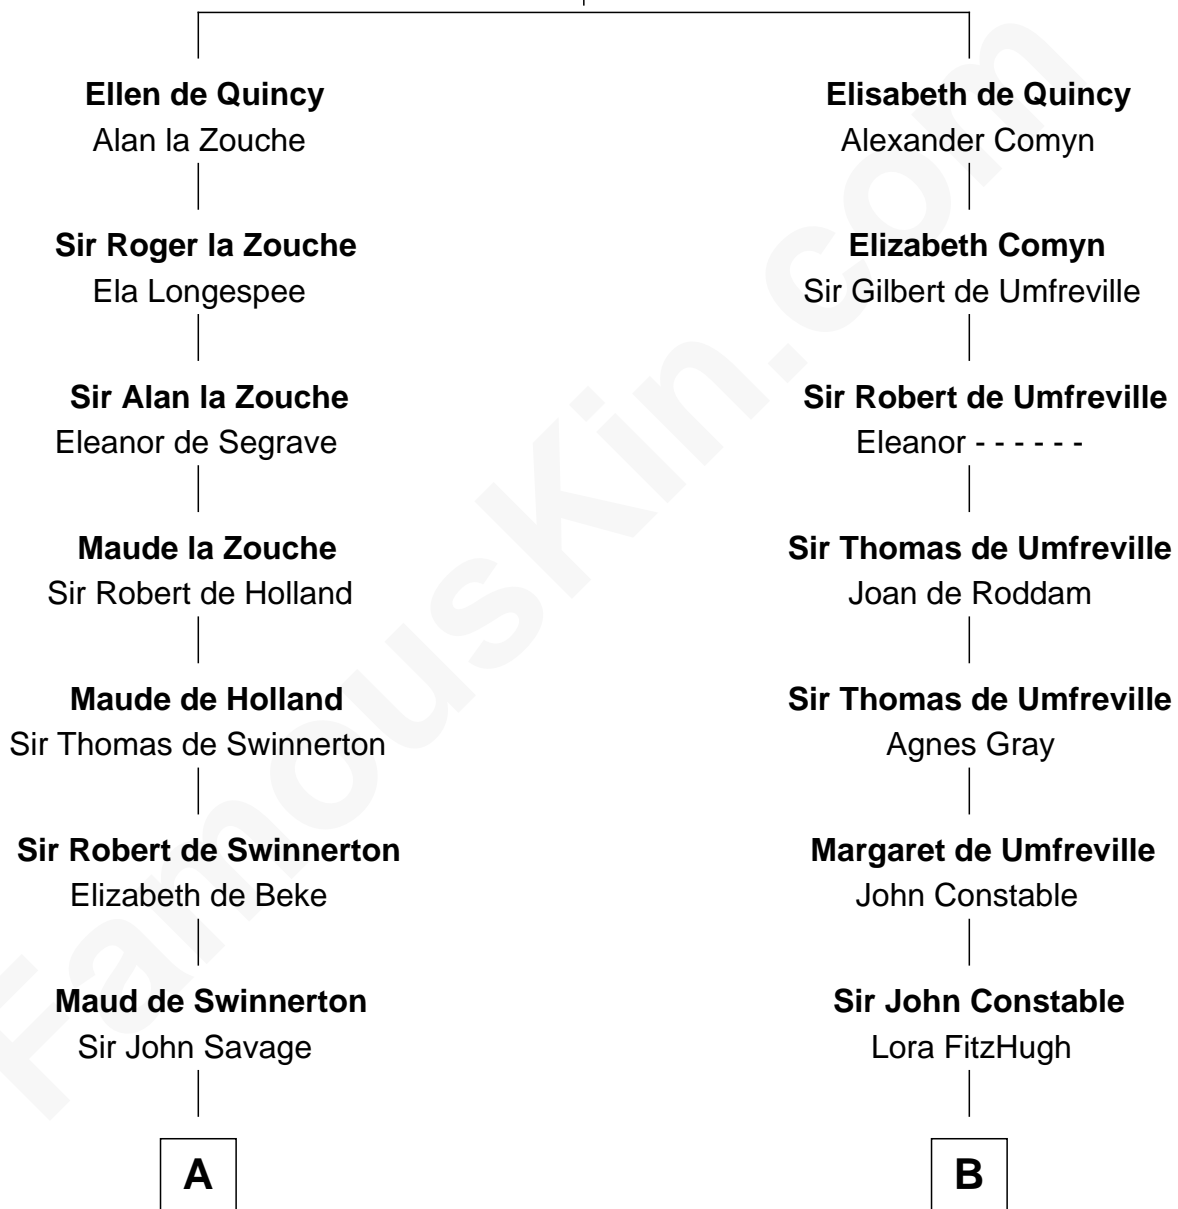 Ellen de Quincy
Alan la Zouche
Sir Roger la Zouche
Ela Longespee
Sir Alan la Zouche
Eleanor de Segrave
Maude la Zouche
Sir Robert de Holland
Maude de Holland
Sir Thomas de Swinnerton
Sir Robert de Swinnerton
Elizabeth de Beke
Maud de Swinnerton
Sir John Savage
A
Elisabeth de Quincy
Alexander Comyn
Elizabeth Comyn
Sir Gilbert de Umfreville
Sir Robert de Umfreville
Eleanor - - - - - -
Sir Thomas de Umfreville
Joan de Roddam
Sir Thomas de Umfreville
Agnes Gray
Margaret de Umfreville
John Constable
Sir John Constable
Lora FitzHugh
B
FamousKin.com